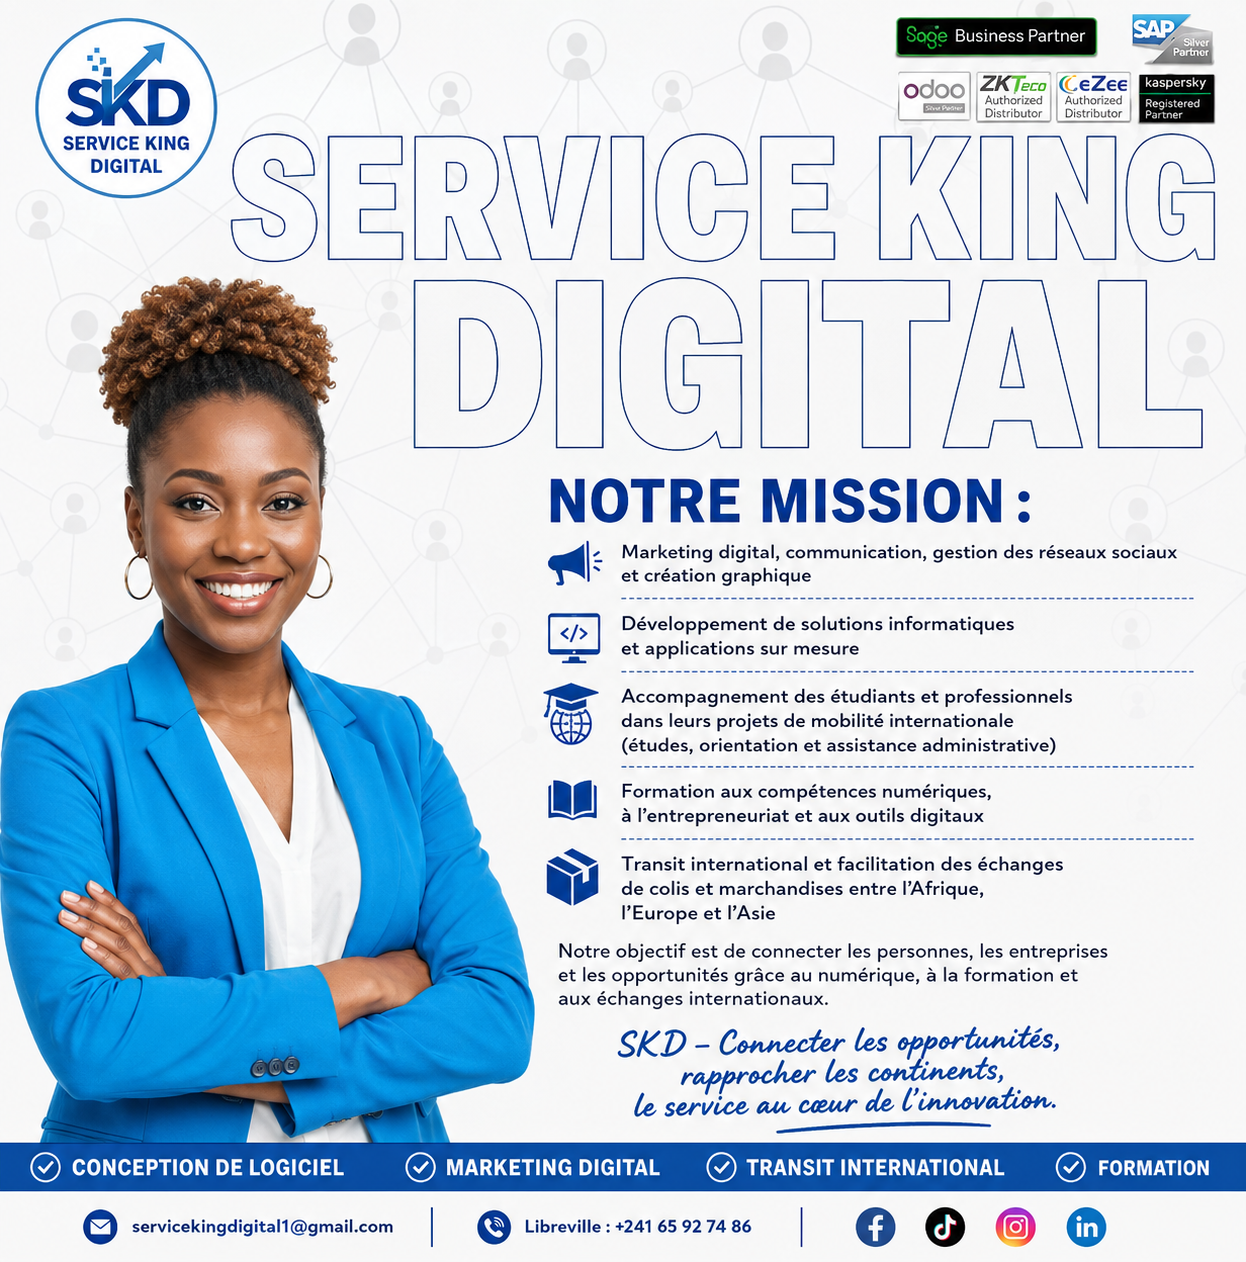 SKD
SERVICE KING
DIGITAL
Sage Business Partner
SAP Silver
Partner
odoo
Silver Partner
ZKTeco
Authorized
Distributor
eZee
Authorized
Distributor
kaspersky
Registered
Partner
SERVICE KING
DIGITAL
NOTRE MISSION :
Marketing digital, communication, gestion des réseaux sociaux
et création graphique
</>
Développement de solutions informatiques
et applications sur mesure
Accompagnement des étudiants et professionnels
dans leurs projets de mobilité internationale
(études, orientation et assistance administrative)
Formation aux compétences numériques,
à l'entrepreneuriat et aux outils digitaux
Transit international et facilitation des échanges
de colis et marchandises entre l'Afrique,
l'Europe et l'Asie
Notre objectif est de connecter les personnes, les entreprises
et les opportunités grâce au numérique, à la formation et
aux échanges internationaux.
SKD – Connecter les opportunités,
rapprocher les continents,
le service au cœur de l'innovation.
CONCEPTION DE LOGICIEL MARKETING DIGITAL TRANSIT INTERNATIONAL FORMATION
servicekingdigital1@gmail.com Libreville : +241 65 92 74 86